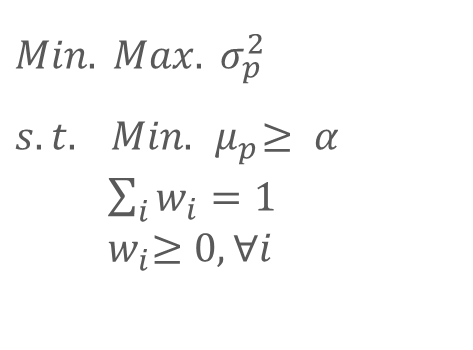 Min. Max. σ_p^2
s.t. Min. μ_p ≥ α
∑_i w_i = 1
w_i ≥ 0, ∀i